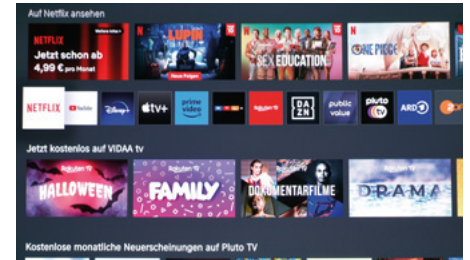 Auf Netflix ansehen
NETFLIX
Weitere Infos >
Jetzt schon ab
4,99 € pro Monat
N
LUPIN
Neue Folgen
N
SEX EDUCATION
N
ONE PIECE
NETFLIX
YouTube
Disney+
tv+
prime video
Rakuten TV
DAZN
public value
pluto tv
ARD
Jetzt kostenlos auf VIDAA tv
Rakuten TV
HALLOWEEN
Rakuten TV
FAMILY
Rakuten TV
DOKUMENTARFILME
Rakuten TV
DRAMA
Kostenlose monatliche Neuerscheinungen auf Pluto TV